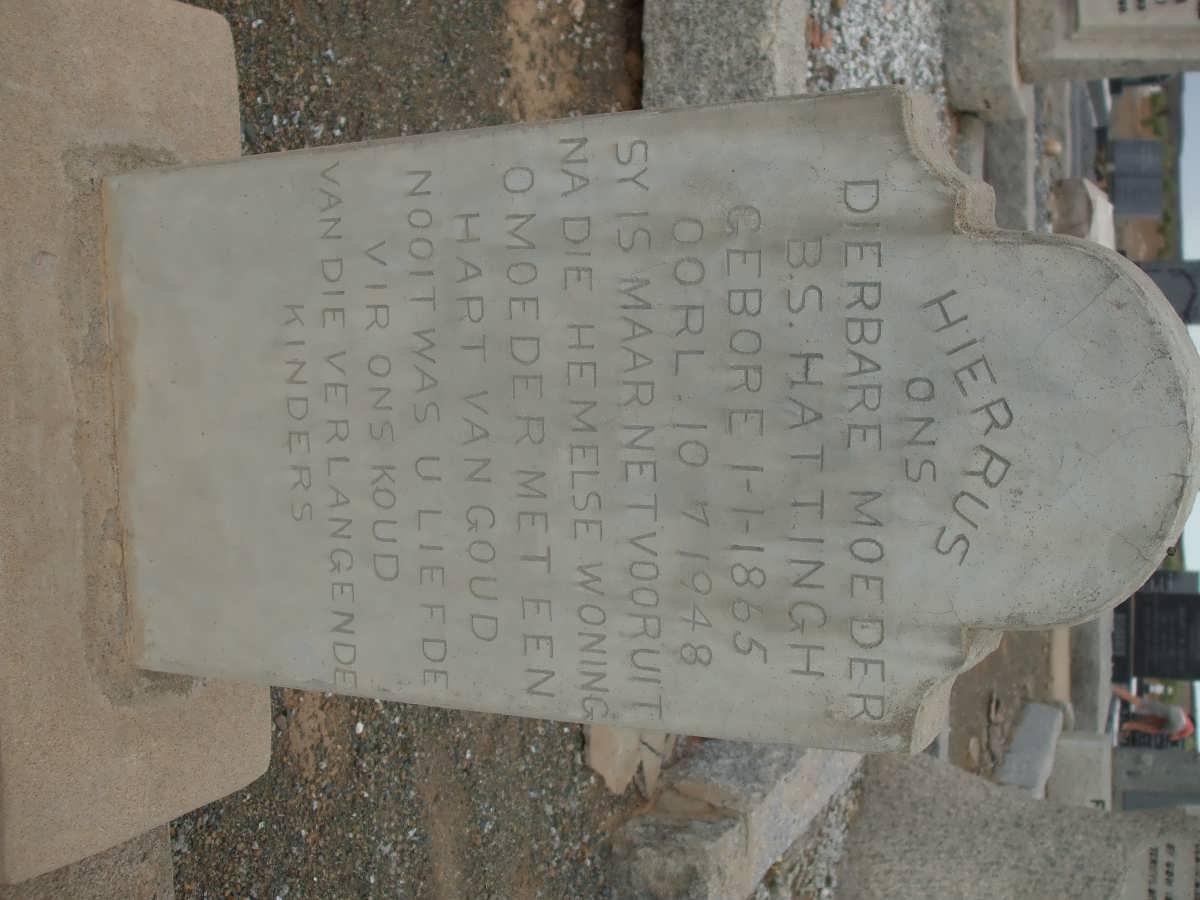 HIER RUS
ONS
DIERBARE MOEDER
B.S. HATTINGH
GEBORE 1-1-1865
OORL. 10 7 1948
SY IS MAAR NET VOORUIT
NA DIE HEMELSE WONING
O MOEDER MET EEN
HART VAN GOUD
NOOIT WAS U LIEFDE
VIR ONS KOUD
VAN DIE VERLANGENDE
KINDERS